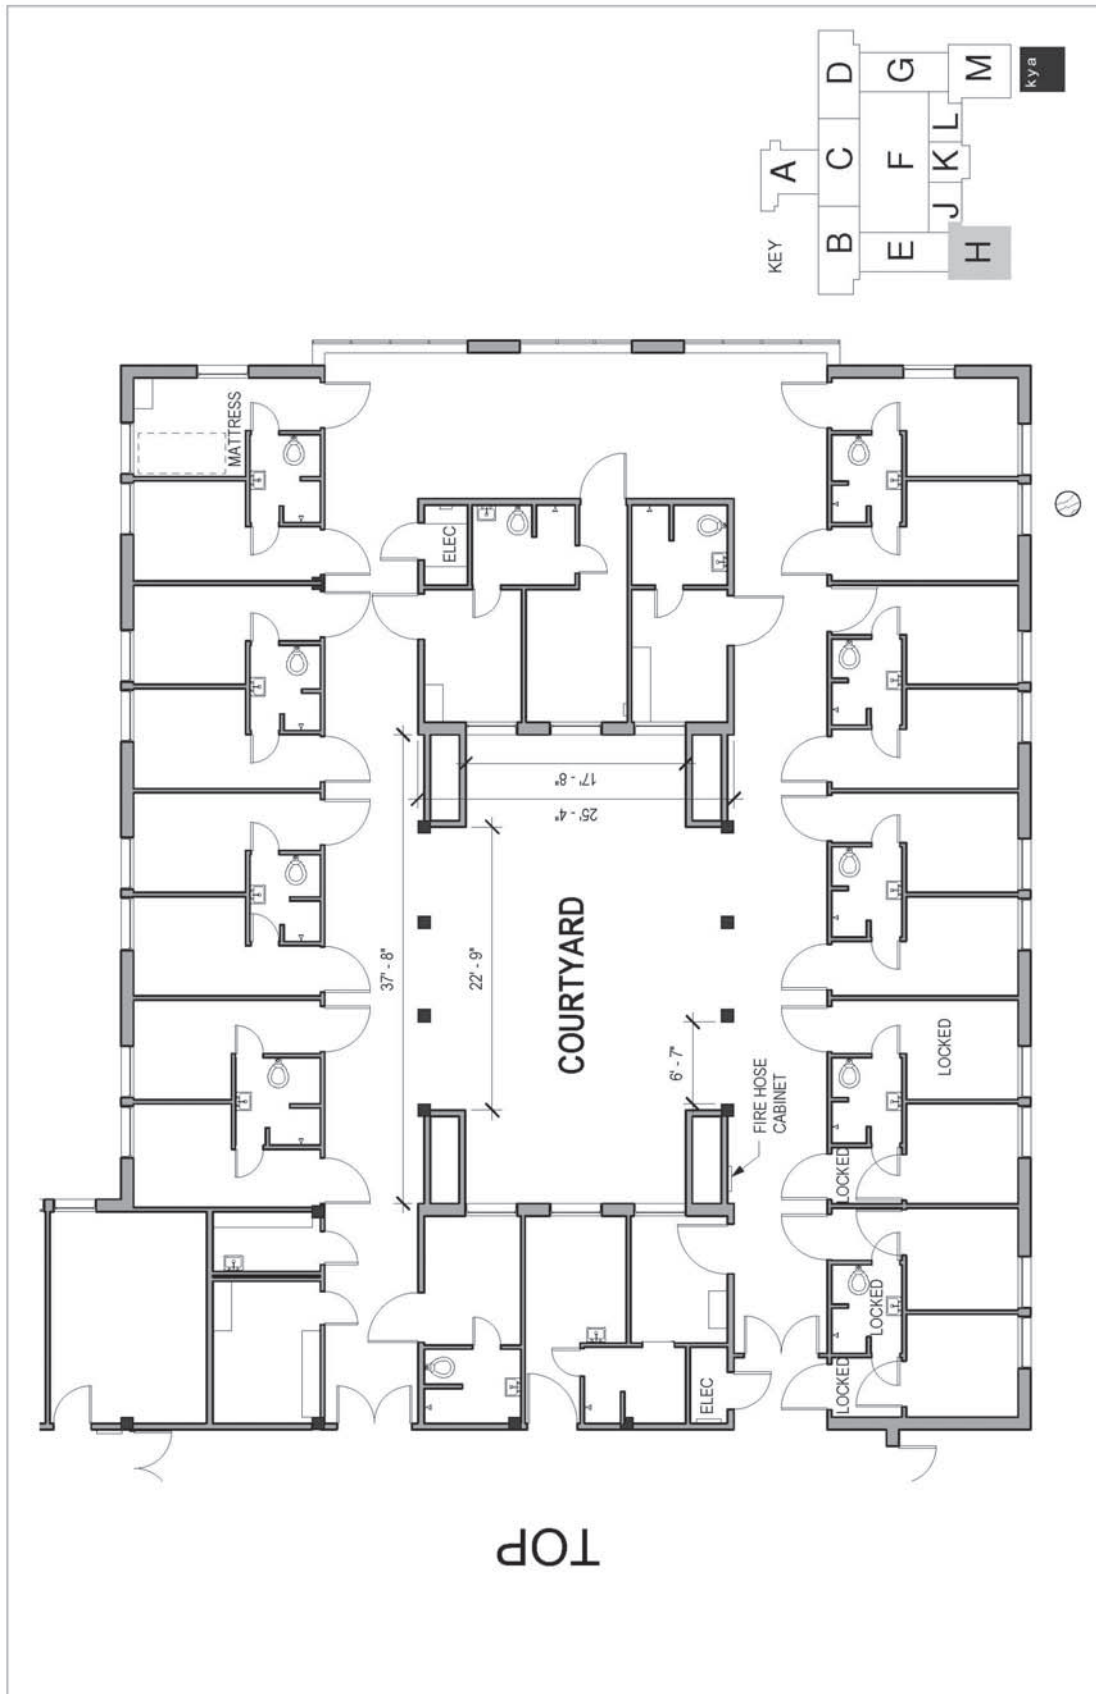 KEY
A
B
C
D
E
F
G
H
J
K
L
M
kya
MATTRESS
ELEC
37' - 8"
17' - 8"
25' - 4"
22' - 9"
COURTYARD
6' - 7"
FIRE HOSE
CABINET
LOCKED
LOCKED
LOCKED
LOCKED
ELEC
TOP